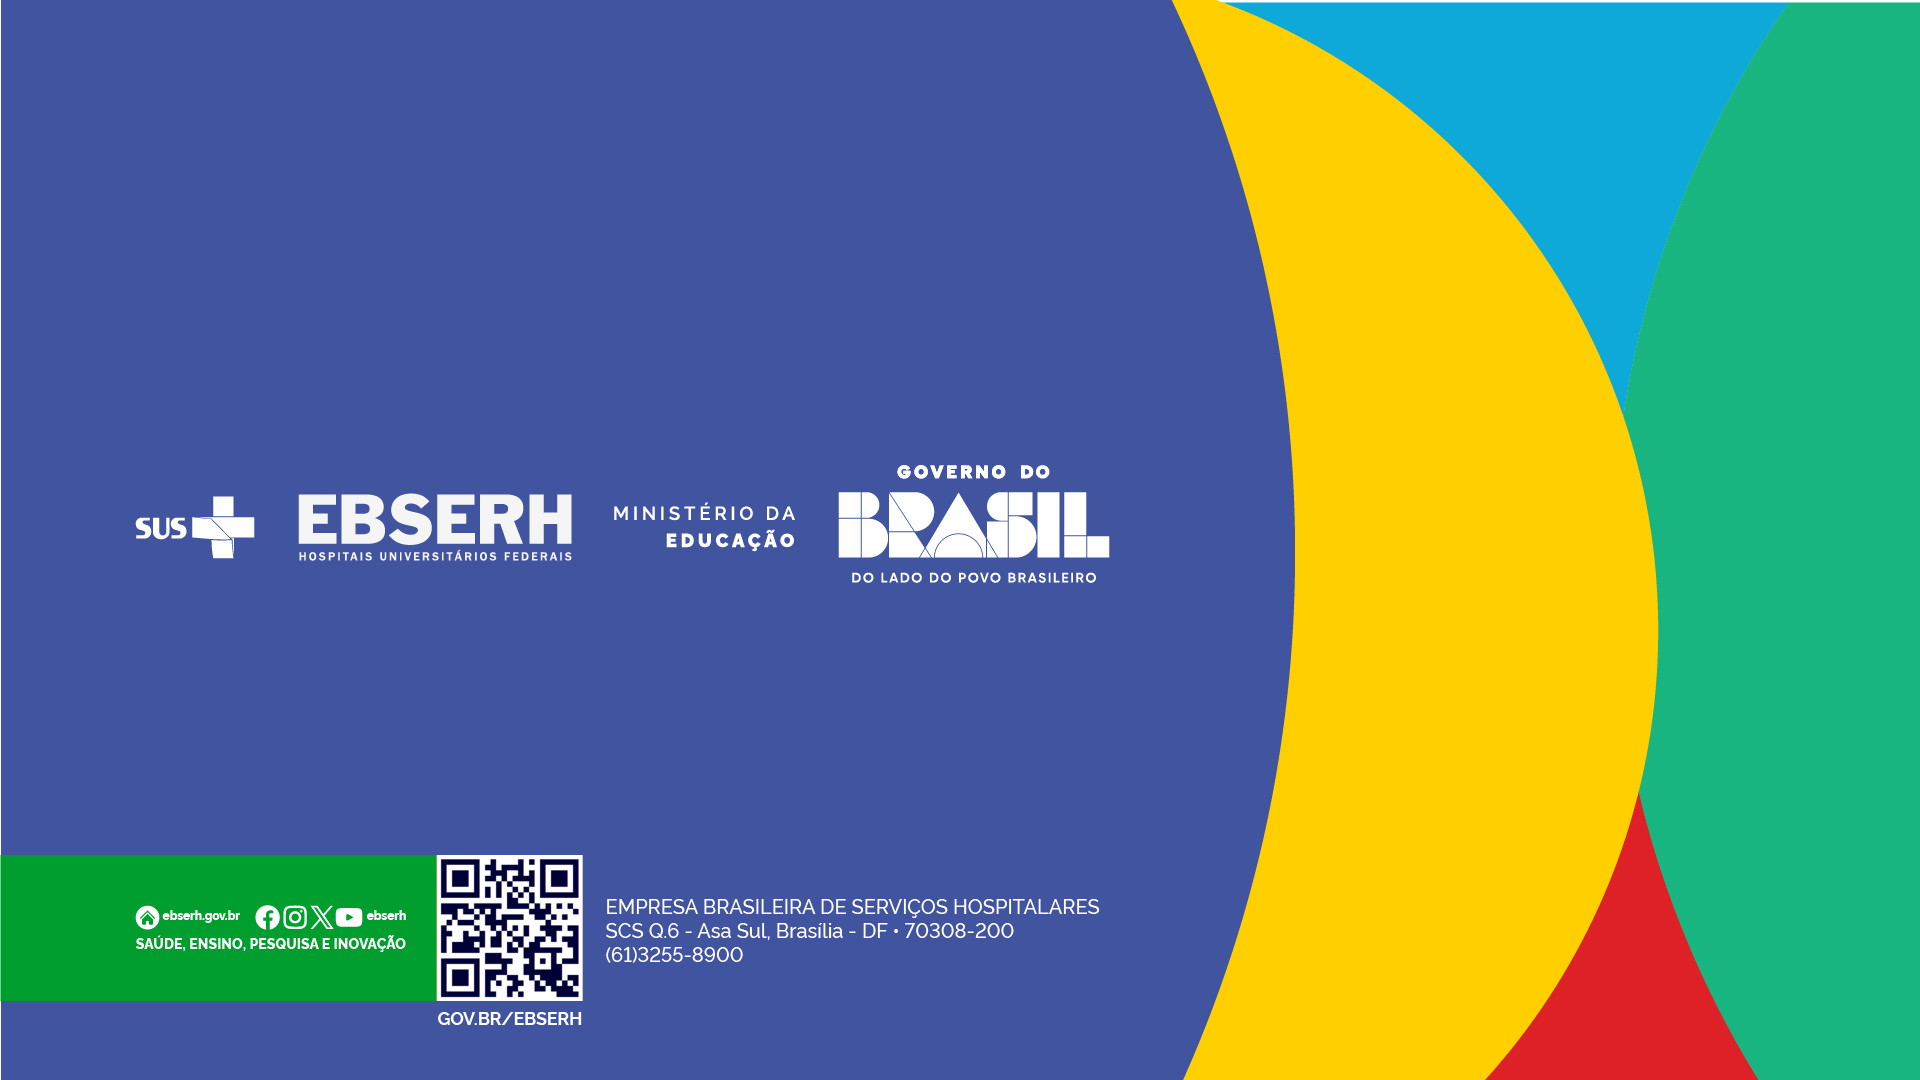 GOVERNO DO
SUS
EBSERH
HOSPITAIS UNIVERSITÁRIOS FEDERAIS
MINISTÉRIO DA
EDUCAÇÃO
BRASIL
DO LADO DO POVO BRASILEIRO
ebserh.gov.br ebserh
SAÚDE, ENSINO, PESQUISA E INOVAÇÃO
GOV.BR/EBSERH
EMPRESA BRASILEIRA DE SERVIÇOS HOSPITALARES
SCS Q.6 - Asa Sul, Brasília - DF • 70308-200
(61)3255-8900